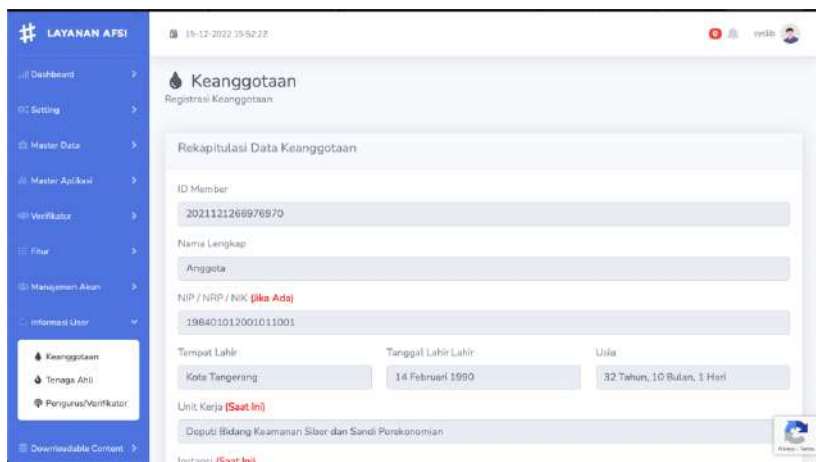 LAYANAN AFSI
15-12-2022 15:52:22
Dashboard
Setting
Master Data
Master Aplikasi
Verifikator
Fitur
Manajemen Akun
Informasi User
Keanggotaan
Tenaga Ahli
Pengurus/Verifikator
Downloadable Content
Keanggotaan
Registrasi Keanggotaan
Rekapitulasi Data Keanggotaan
ID Member
2021121266976970
Nama Lengkap
Anggota
NIP / NRP / NIK (Jika Ada)
198401012001011001
Tempat Lahir Tanggal Lahir Lahir Usia
Kota Tangerang 14 Februari 1990 32 Tahun, 10 Bulan, 1 Hari
Unit Kerja (Saat Ini)
Deputi Bidang Keamanan Siber dan Sandi Perekonomian
Instansi (Saat Ini)
Privacy - Terms